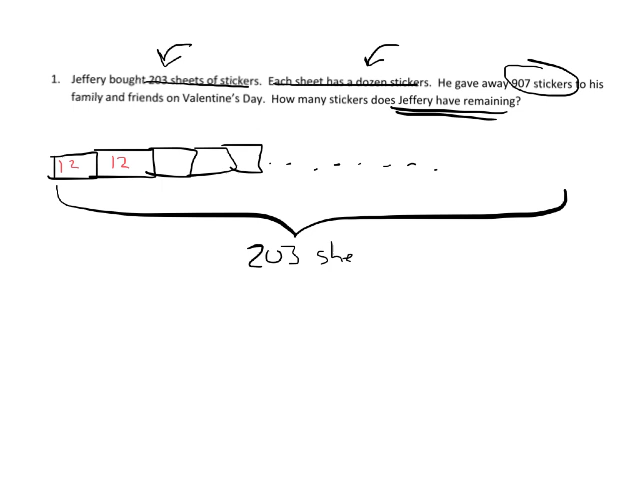 1. Jeffery bought 203 sheets of stickers. Each sheet has a dozen stickers. He gave away 907 stickers to his
family and friends on Valentine's Day. How many stickers does Jeffery have remaining?
12 12
203 she